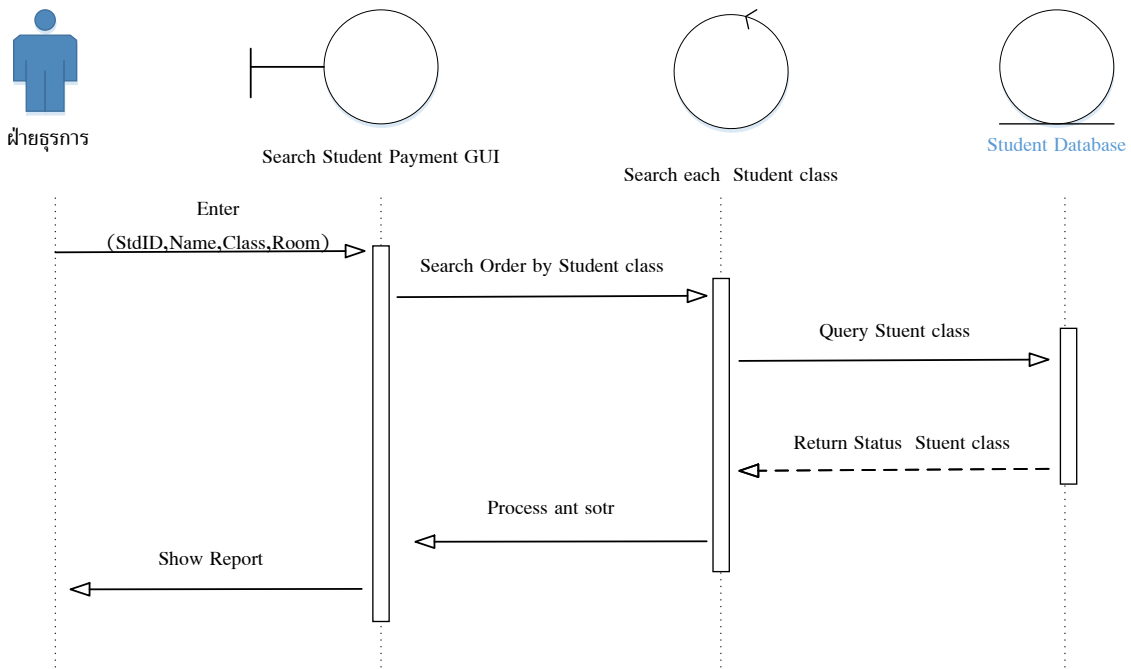 ฝ่ายธุรการ
Search Student Payment GUI
Search each  Student class
Student Database
Enter
(StdID,Name,Class,Room)
Search Order by Student class
Query Stuent class
Return Status  Stuent class
Process ant sotr
Show Report